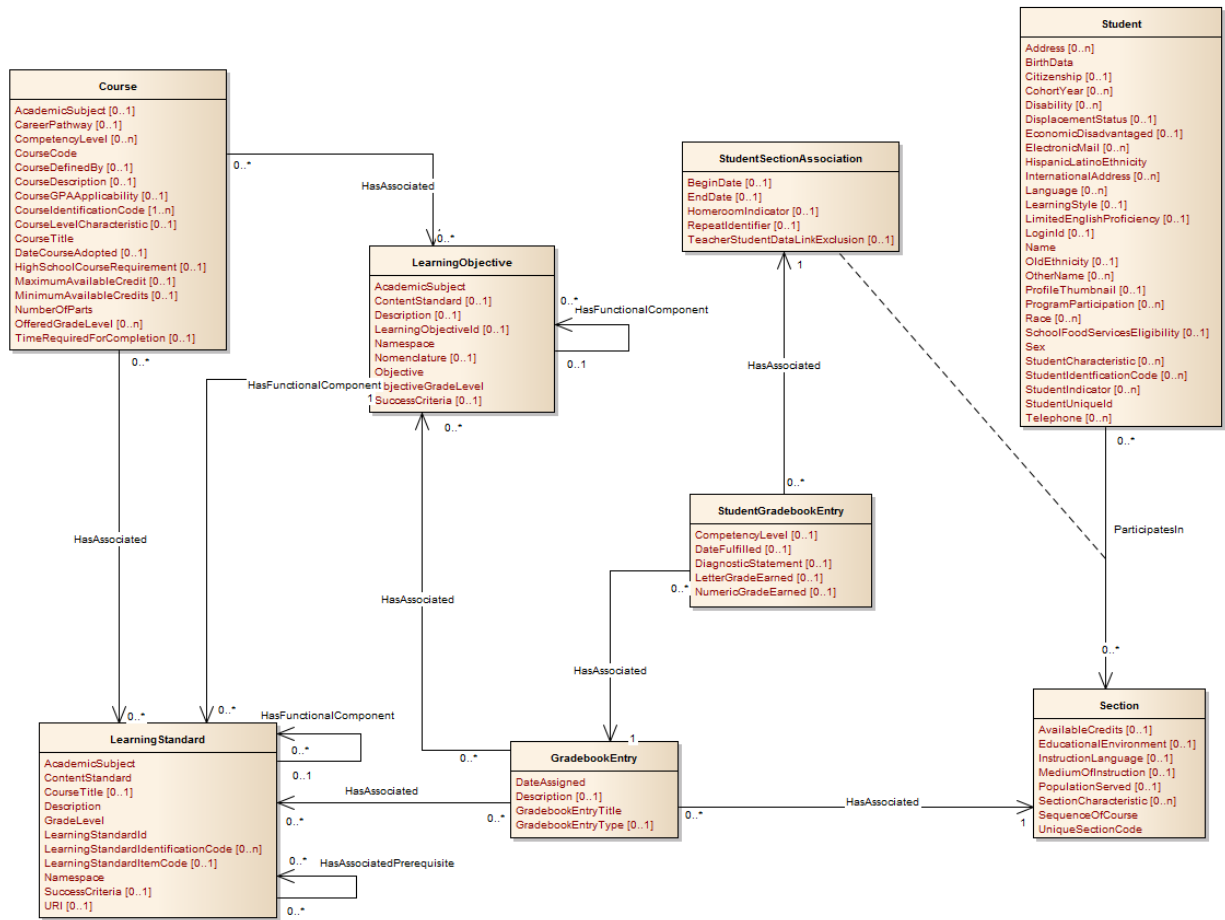 Course
AcademicSubject [0..1]
CareerPathway [0..1]
CompetencyLevel [0..n]
CourseCode
CourseDefinedBy [0..1]
CourseDescription [0..1]
CourseGPAApplicability [0..1]
CourseIdentificationCode [1..n]
CourseLevelCharacteristic [0..1]
CourseTitle
DateCourseAdopted [0..1]
HighSchoolCourseRequirement [0..1]
MaximumAvailableCredit [0..1]
MinimumAvailableCredits [0..1]
NumberOfParts
OfferedGradeLevel [0..n]
TimeRequiredForCompletion [0..1]
0..*
HasAssociated
0..*
0..*
HasAssociated
0..*
LearningObjective
AcademicSubject
ContentStandard [0..1]
Description [0..1]
LearningObjectiveId [0..1]
Namespace
Nomenclature [0..1]
Objective
bjectiveGradeLevel
SuccessCriteria [0..1]
0..*
HasFunctionalComponent
0..1
HasFunctionalComponent
1
0..*
0..*
HasAssociated
0..*
StudentSectionAssociation
BeginDate [0..1]
EndDate [0..1]
HomeroomIndicator [0..1]
RepeatIdentifier [0..1]
TeacherStudentDataLinkExclusion [0..1]
1
HasAssociated
0..*
Student
Address [0..n]
BirthData
Citizenship [0..1]
CohortYear [0..n]
Disability [0..n]
DisplacementStatus [0..1]
EconomicDisadvantaged [0..1]
ElectronicMail [0..n]
HispanicLatinoEthnicity
InternationalAddress [0..n]
Language [0..n]
LearningStyle [0..1]
LimitedEnglishProficiency [0..1]
LoginId [0..1]
Name
OldEthnicity [0..1]
OtherName [0..n]
ProfileThumbnail [0..1]
ProgramParticipation [0..n]
Race [0..n]
SchoolFoodServicesEligibility [0..1]
Sex
StudentCharacteristic [0..n]
StudentIdentficationCode [0..n]
StudentIndicator [0..n]
StudentUniqueId
Telephone [0..n]
0..*
ParticipatesIn
0..*
StudentGradebookEntry
CompetencyLevel [0..1]
DateFulfilled [0..1]
DiagnosticStatement [0..1]
LetterGradeEarned [0..1]
NumericGradeEarned [0..1]
0..*
HasAssociated
1
LearningStandard
AcademicSubject
ContentStandard
CourseTitle [0..1]
Description
GradeLevel
LearningStandardId
LearningStandardIdentificationCode [0..n]
LearningStandardItemCode [0..1]
Namespace
SuccessCriteria [0..1]
URI [0..1]
HasFunctionalComponent
0..*
0..1
HasAssociated
0..*
0..*
0..*
HasAssociatedPrerequisite
0..*
GradebookEntry
DateAssigned
Description [0..1]
GradebookEntryTitle
GradebookEntryType [0..1]
0..*
HasAssociated
1
Section
AvailableCredits [0..1]
EducationalEnvironment [0..1]
InstructionLanguage [0..1]
MediumOfInstruction [0..1]
PopulationServed [0..1]
SectionCharacteristic [0..n]
SequenceOfCourse
UniqueSectionCode